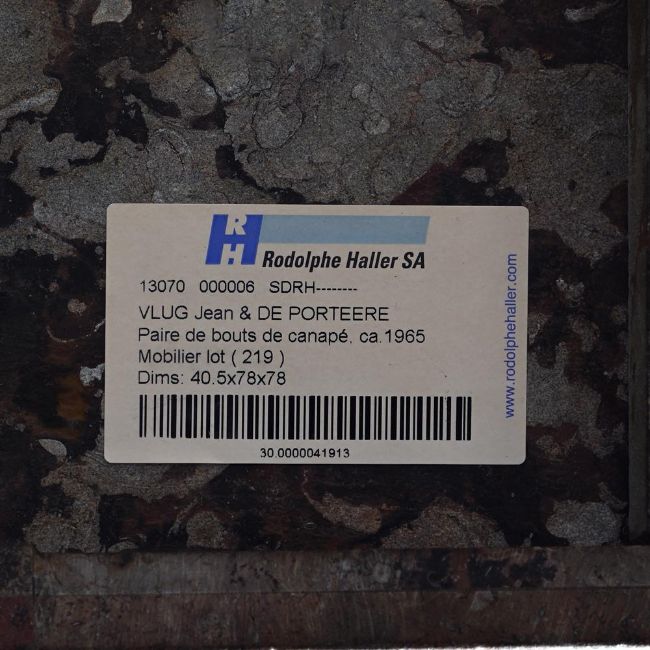 RH
Rodolphe Haller SA
13070 000006 SDRH--------
VLUG Jean & DE PORTEERE
Paire de bouts de canapé, ca.1965
Mobilier lot ( 219 )
Dims: 40.5x78x78
30.0000041913
www.rodolphehaller.com